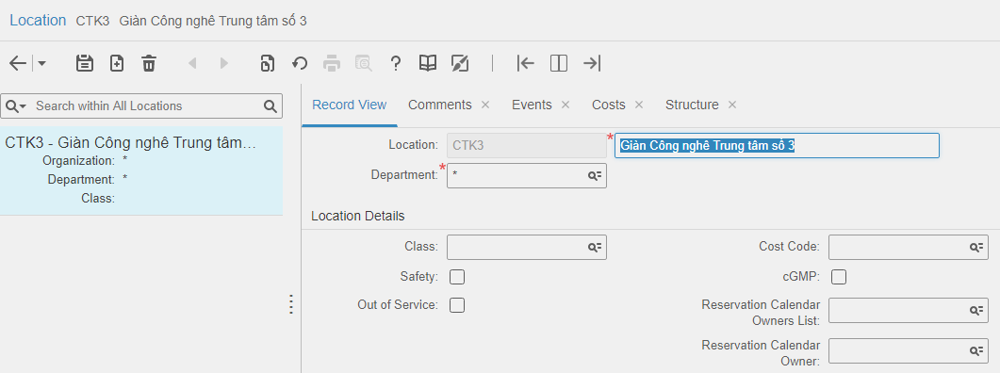 Location CTK3 Giàn Công nghê Trung tâm số 3
Search within All Locations
CTK3 - Giàn Công nghê Trung tâm...
Organization: *
Department: *
Class:
Record View Comments × Events × Costs × Structure ×
Location: CTK3 * Giàn Công nghê Trung tâm số 3
Department: * *
Location Details
Class: Cost Code:
Safety: cGMP:
Out of Service: Reservation Calendar
Owners List:
Reservation Calendar
Owner: